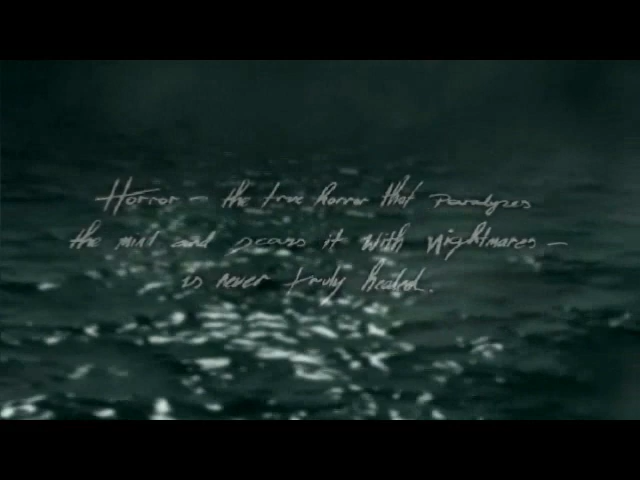 Horror – the true horror that paralyzes
the mind and scars it with nightmares –
is never truly healed.